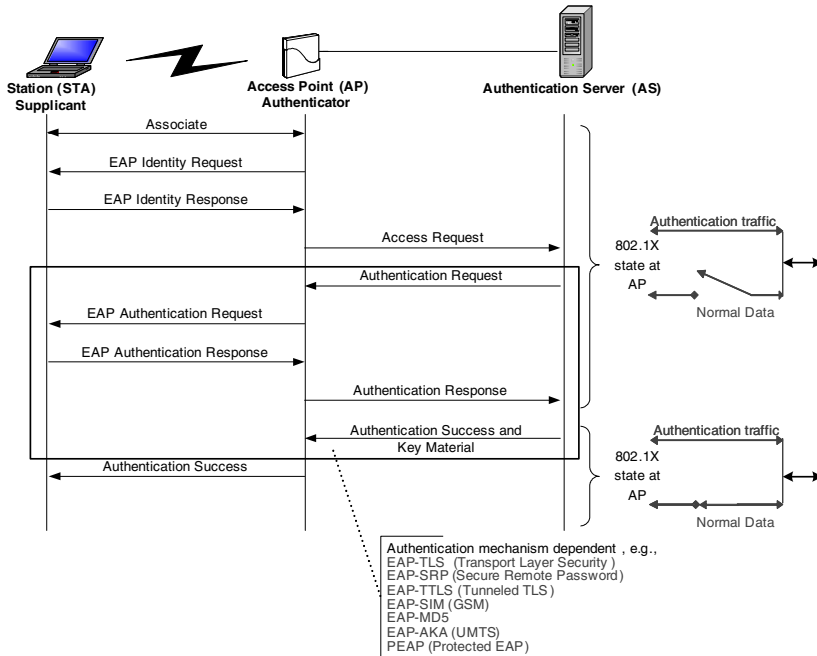 Station (STA)
Supplicant
Access Point (AP)
Authenticator
Authentication Server (AS)
Associate
EAP Identity Request
EAP Identity Response
Access Request
Authentication Request
EAP Authentication Request
EAP Authentication Response
Authentication Response
Authentication Success and
Key Material
Authentication Success
802.1X
state at
AP
Authentication traffic
Normal Data
802.1X
state at
AP
Authentication traffic
Normal Data
Authentication mechanism dependent , e.g.,
EAP-TLS (Transport Layer Security )
EAP-SRP (Secure Remote Password)
EAP-TTLS (Tunneled TLS )
EAP-SIM (GSM)
EAP-MD5
EAP-AKA (UMTS)
PEAP (Protected EAP )